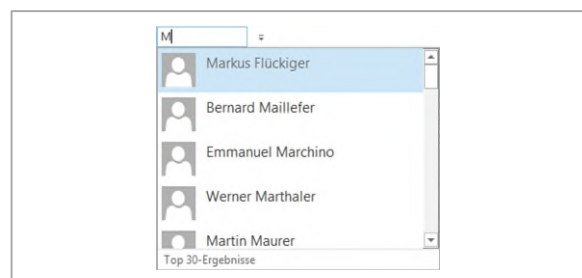 M
Markus Flückiger
Bernard Maillefer
Emmanuel Marchino
Werner Marthaler
Martin Maurer
Top 30-Ergebnisse